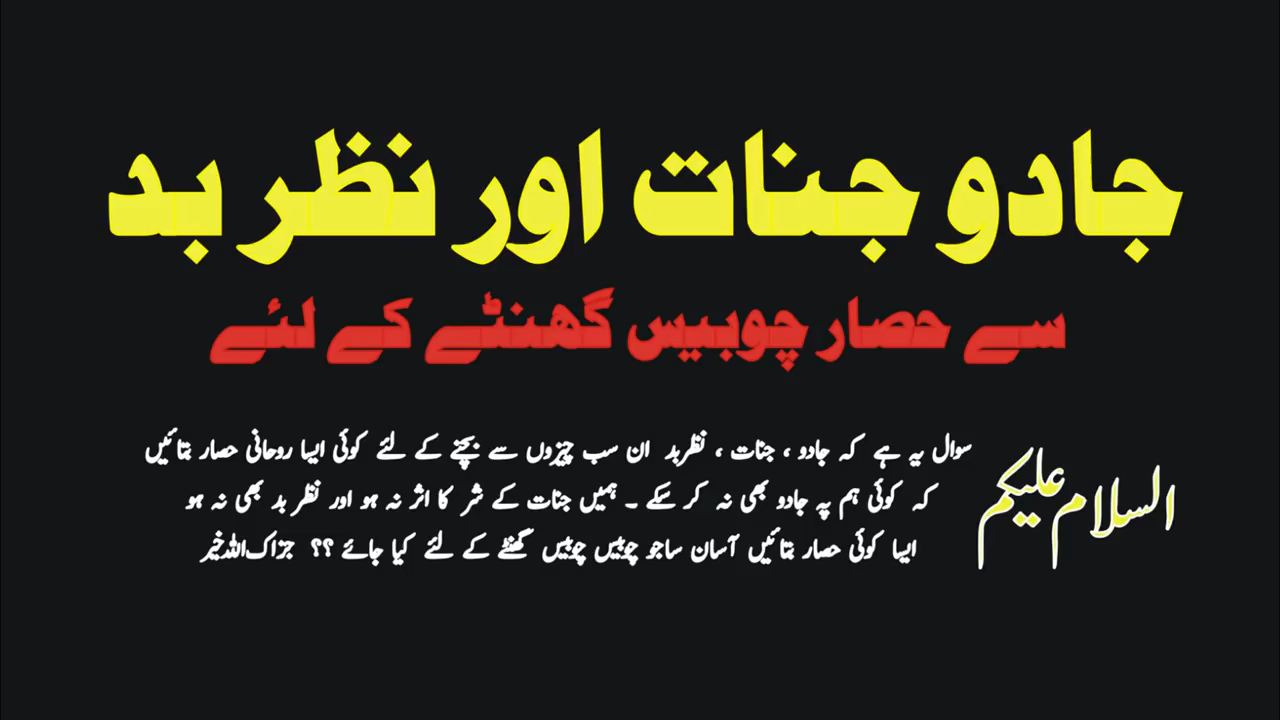 جادو جنات اور نظر بد
سے حصار چوبیس گھنٹے کے لئے
السلام علیکم
سوال یہ ہے کہ جادو ، جنات ، نظربد ان سب چیزوں سے بچنے کے لئے کوئی ایسا روحانی حصار بتائیں
کہ کوئی ہم پہ جادو بھی نہ کر سکے ۔ ہمیں جنات کے شر کا اثر نہ ہو اور نظر بد بھی نہ ہو
ایسا کوئی حصار بتائیں آسان ساجو چوبیس چوبیس گھنٹے کے لئے کیا جائے ؟؟ جزاک اللہ خیر